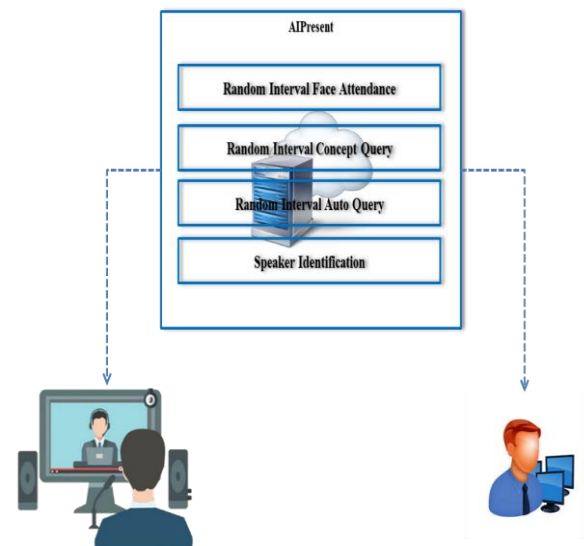 AIPresent
Random Interval Face Attendance
Random Interval Concept Query
Random Interval Auto Query
Speaker Identification